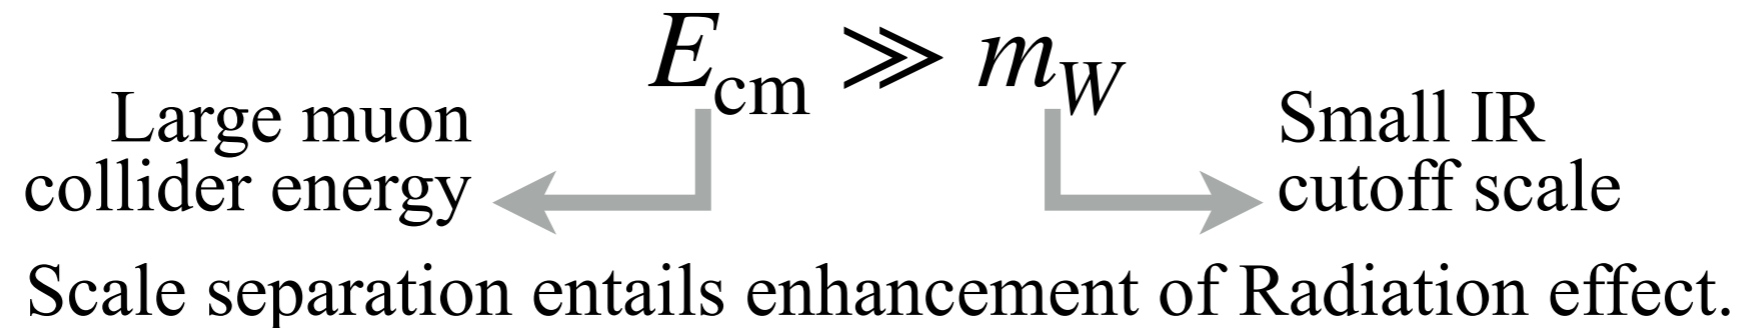 E_cm ≫ m_W
Large muon
collider energy
Small IR
cutoff scale
Scale separation entails enhancement of Radiation effect.